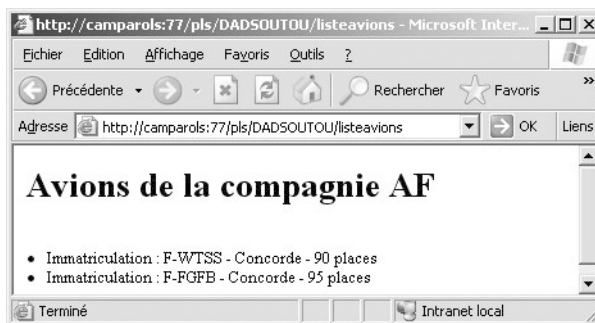 http://camparols:77/pls/DADSOUTOU/listeavions - Microsoft Inter...
Fichier Edition Affichage Favoris Outils ?
Précédente Rechercher Favoris »
Adresse http://camparols:77/pls/DADSOUTOU/listeavions OK Liens
Avions de la compagnie AF
• Immatriculation : F-WTSS - Concorde - 90 places
• Immatriculation : F-FGFB - Concorde - 95 places
Terminé Intranet local